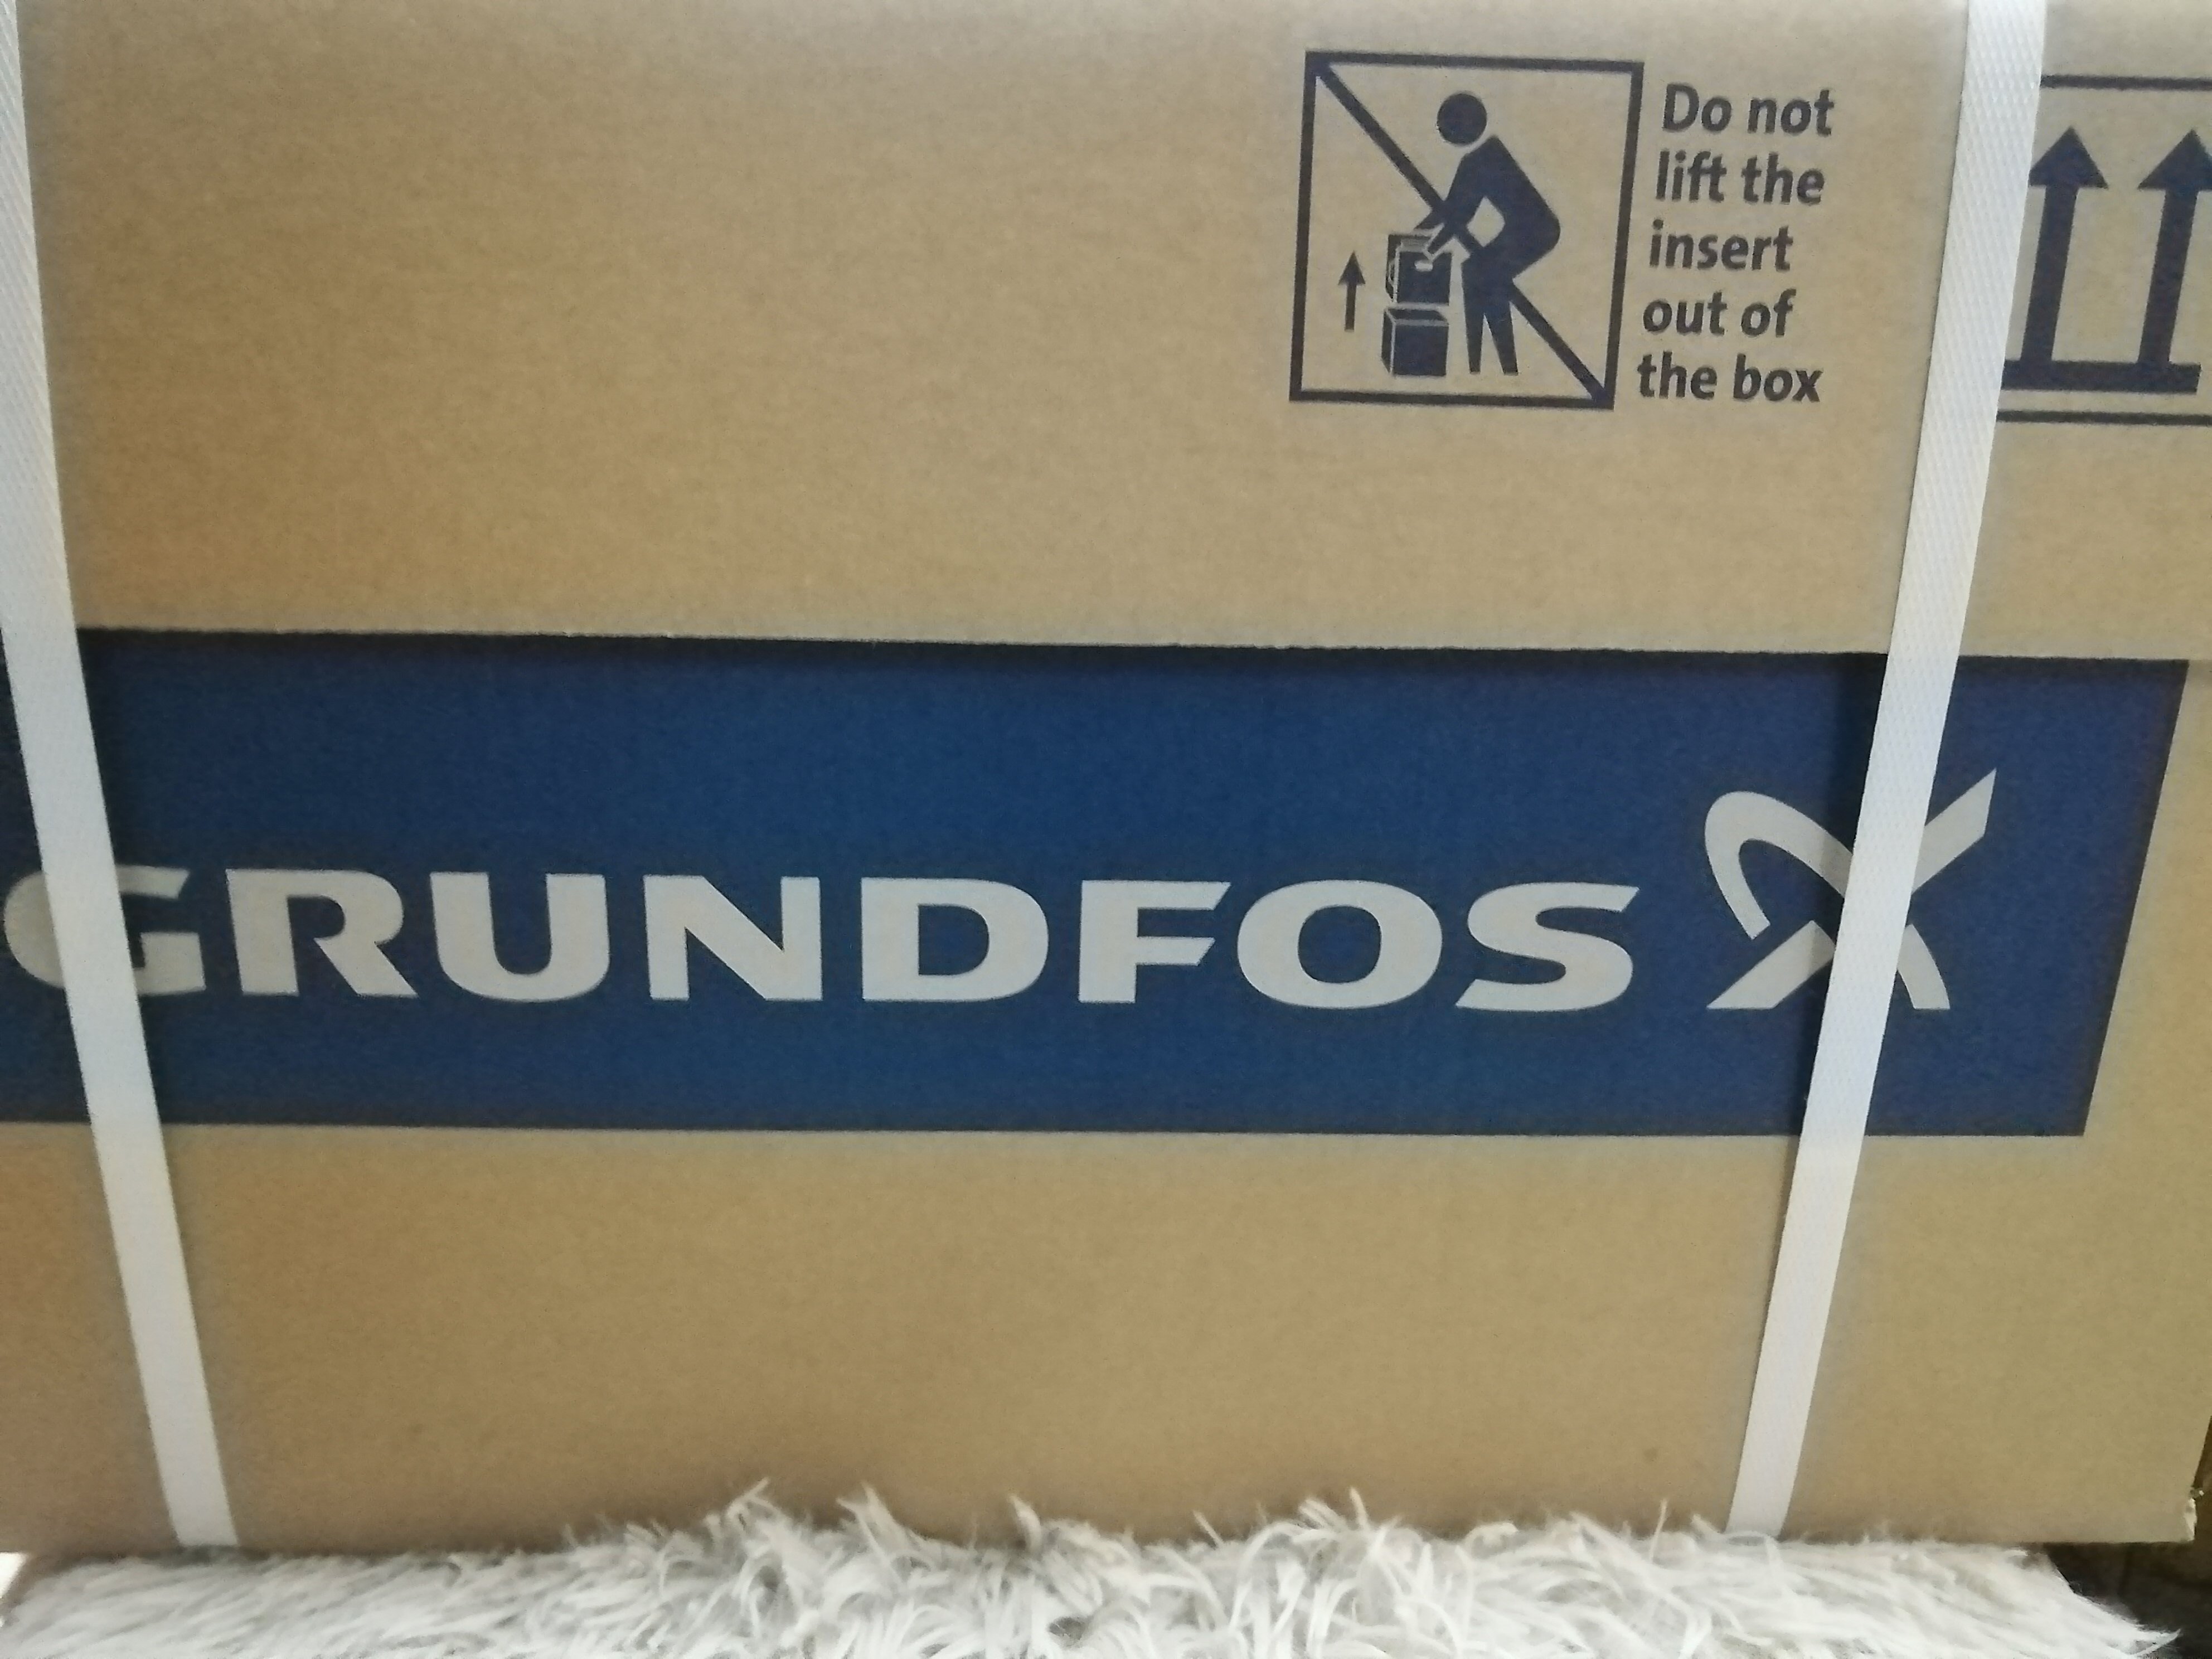 Do not
lift the
insert
out of
the box
GRUNDFOS